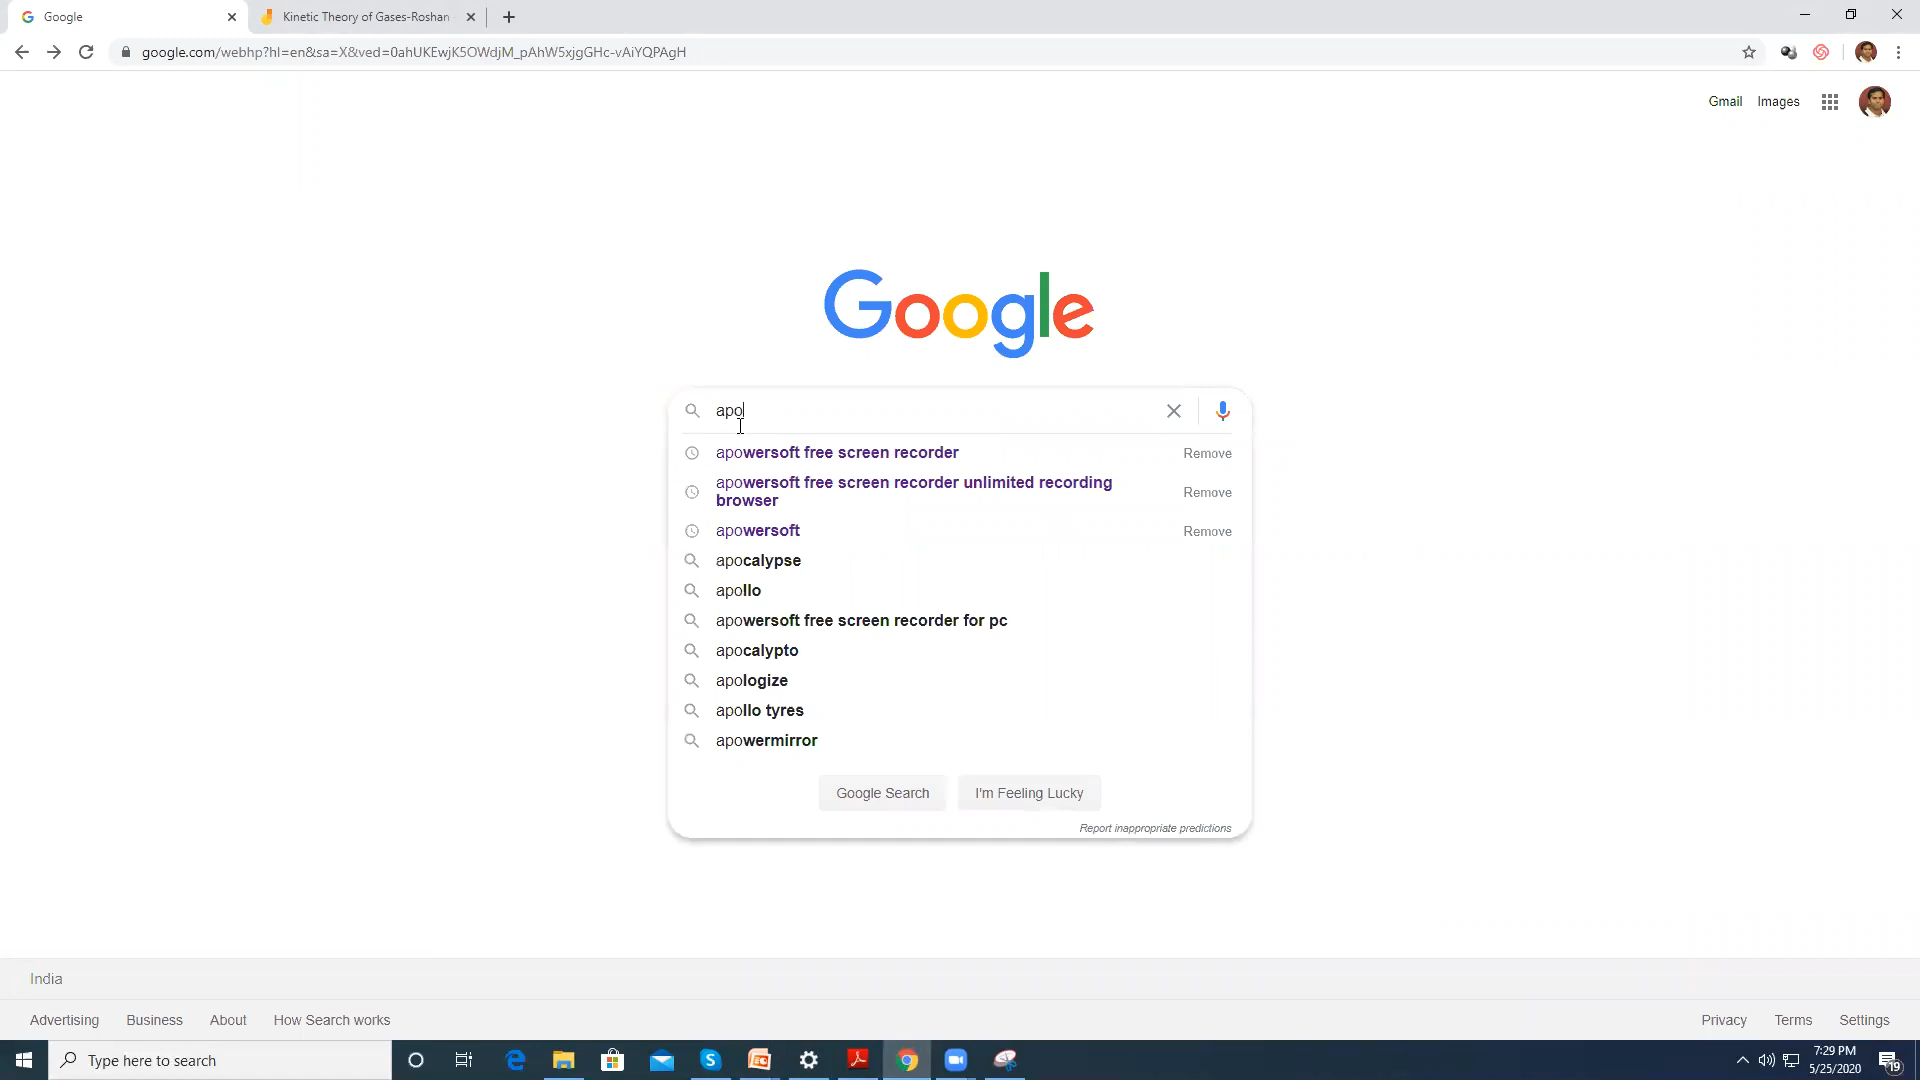 Google
Kinetic Theory of Gases-Roshan
google.com/webhp?hl=en&sa=X&ved=0ahUKEwjK5OWdjM_pAhW5xjgGHc-vAiYQPAgH
Gmail Images
Google
apo
apowersoft free screen recorder Remove
apowersoft free screen recorder unlimited recording
browser Remove
apowersoft Remove
apocalypse
apollo
apowersoft free screen recorder for pc
apocalypto
apologize
apollo tyres
apowermirror
Google Search I'm Feeling Lucky
Report inappropriate predictions
India
Advertising Business About How Search works Privacy Terms Settings
Type here to search
7:29 PM
5/25/2020
19